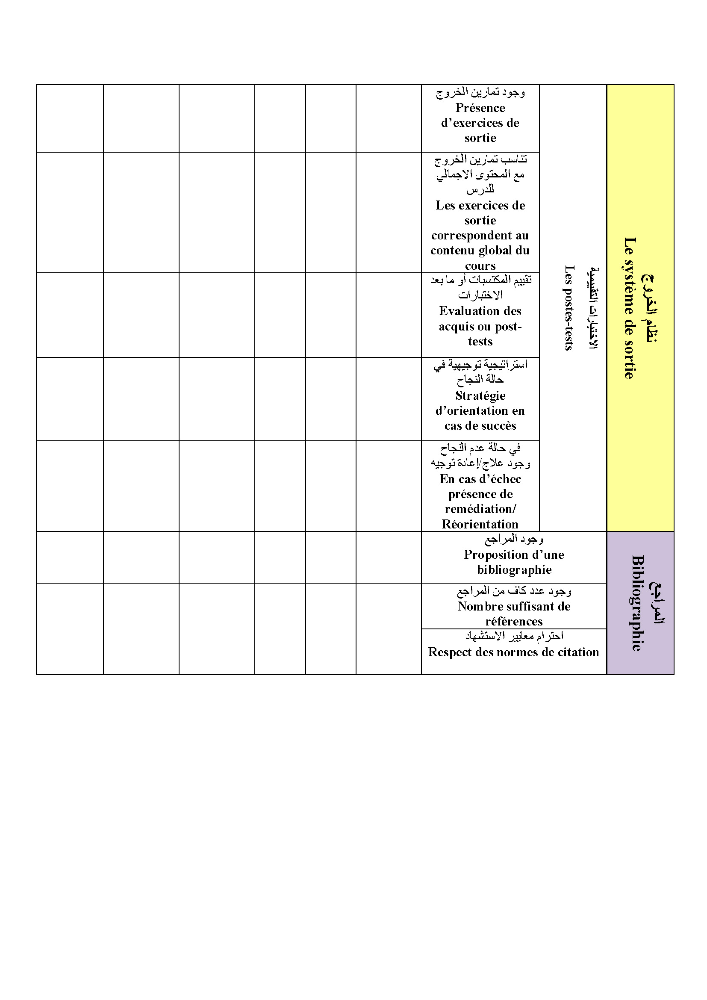 نظام الخروج
Le système de sortie
الاختبارات التقييمية
Les postes-tests
وجود تمارين الخروج
Présence
d’exercices de
sortie
تناسب تمارين الخروج
مع المحتوى الاجمالي
للدرس
Les exercices de
sortie
correspondent au
contenu global du
cours
تقييم المكتسبات أو ما بعد
الاختبارات
Evaluation des
acquis ou post-
tests
استراتيجية توجيهية في
حالة النجاح
Stratégie
d’orientation en
cas de succès
في حالة عدم النجاح
وجود علاج/إعادة توجيه
En cas d’échec
présence de
remédiation/
Réorientation
المراجع
Bibliographie
وجود المراجع
Proposition d’une
bibliographie
وجود عدد كاف من المراجع
Nombre suffisant de
références
احترام معايير الاستشهاد
Respect des normes de citation